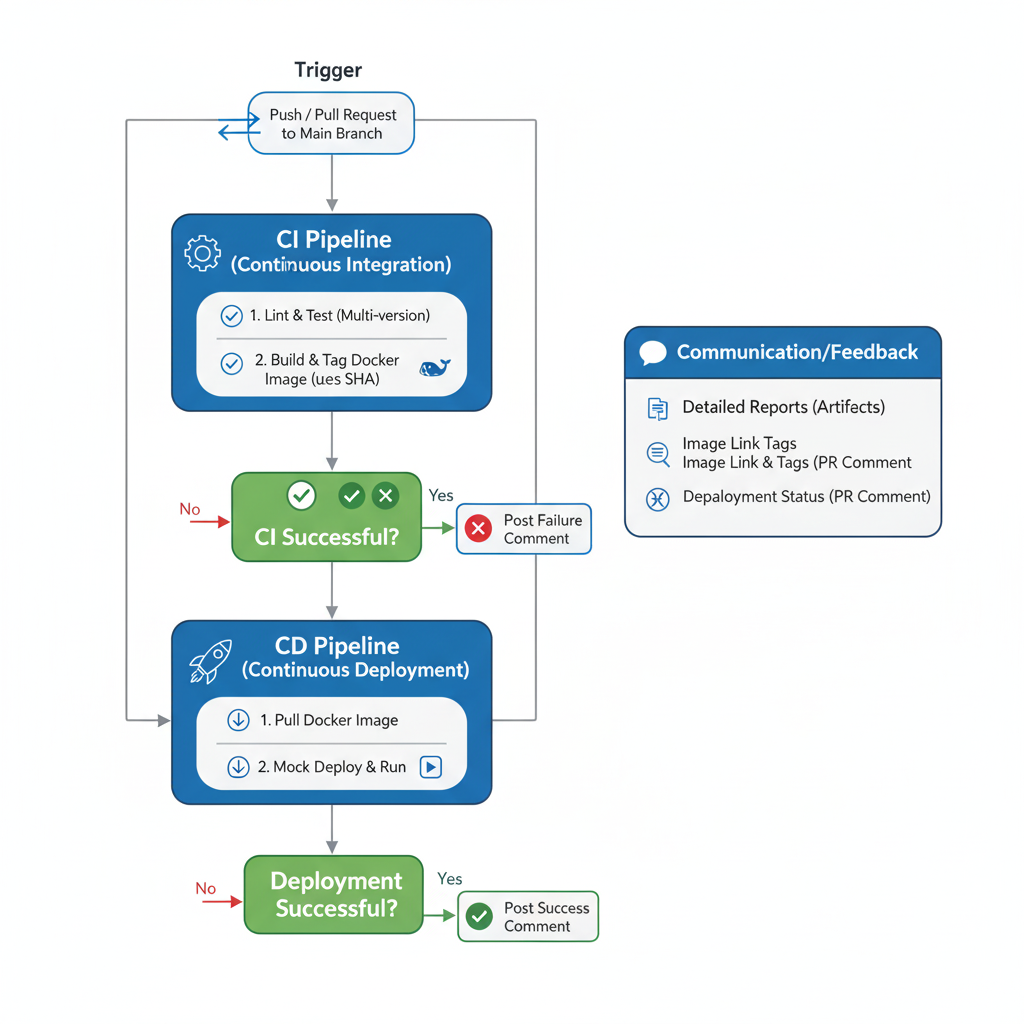 Trigger
Push / Pull Request
to Main Branch
CI Pipeline
(Continuous Integration)
1. Lint & Test (Multi-version)
2. Build & Tag Docker
Image (ues SHA)
No
CI Successful?
Yes
Post Failure
Comment
CD Pipeline
(Continuous Deployment)
1. Pull Docker Image
2. Mock Deploy & Run
No
Deployment
Successful?
Yes
Post Success
Comment
Communication/Feedback
Detailed Reports (Artifacts)
Image Link Tags
Image Link & Tags (PR Comment
Depaloyment Status (PR Comment)